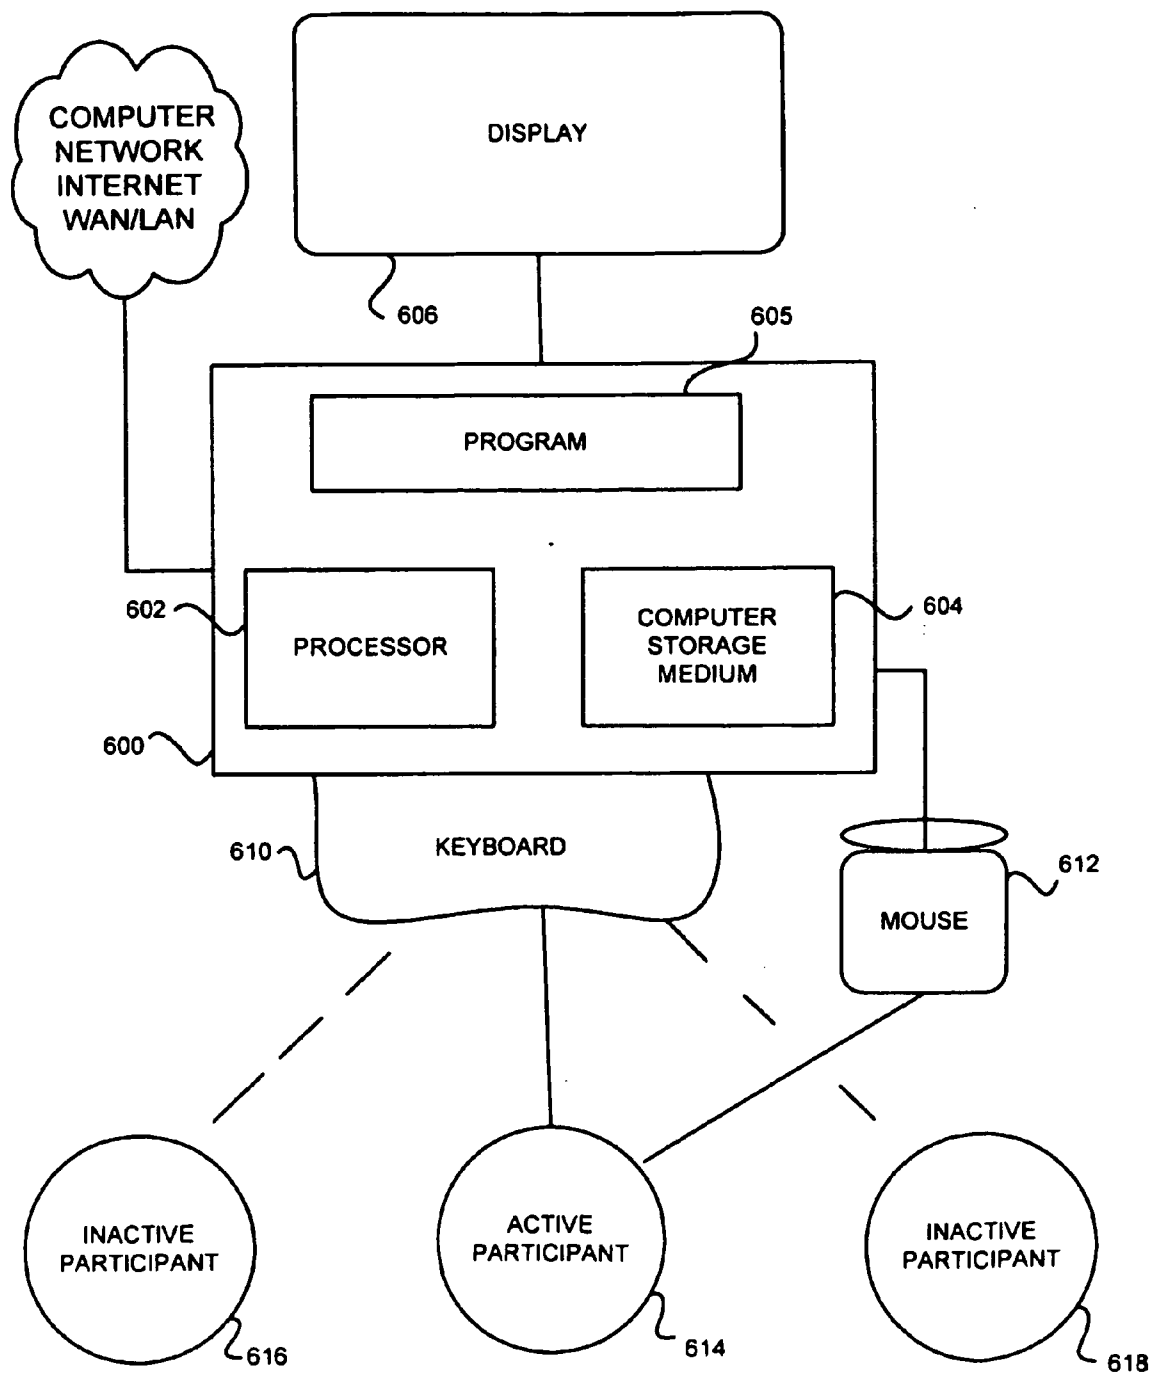 COMPUTER
NETWORK
INTERNET
WAN/LAN
DISPLAY
606
605
PROGRAM
602
PROCESSOR
COMPUTER
STORAGE
MEDIUM
604
600
610
KEYBOARD
612
MOUSE
INACTIVE
PARTICIPANT
616
ACTIVE
PARTICIPANT
614
INACTIVE
PARTICIPANT
618